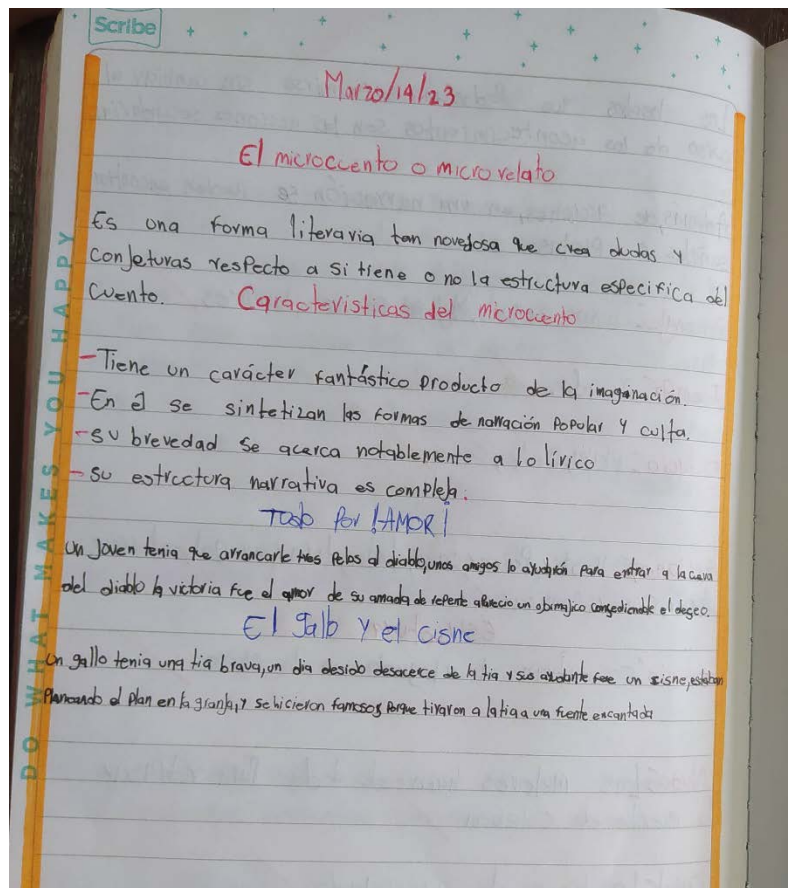 Scribe
Marzo/14/23
El microcuento o micro relato
Es una forma literaria tan novedosa que crea dudas y
conjeturas respecto a si tiene o no la estructura especifica del
cuento. Caracteristicas del microcuento
-Tiene un carácter fantástico producto de la imaginación.
-En el se sintetizan las formas de narración Popular y culta.
-su brevedad se acerca notablemente a lo lírico
-su estructura narrativa es compleja.
Todo Por !AMOR!
Un Joven tenia que arrancarle tres Pelos al diablo, unos amigos lo para entrar a la cueva
del diablo la victoria fue el amor de su amada de repente aparecio un consediendole el deseo.
El gallo y el cisne
Un gallo tenia una tia brava, un dia desido desacerce de la tia y su ayudante fue un sisne, estaban
Planeando el Plan en la granja, y se hicieron famosos Porque tiraron a la tia a una fuente encantada
DO WHAT MAKES YOU HAPPY